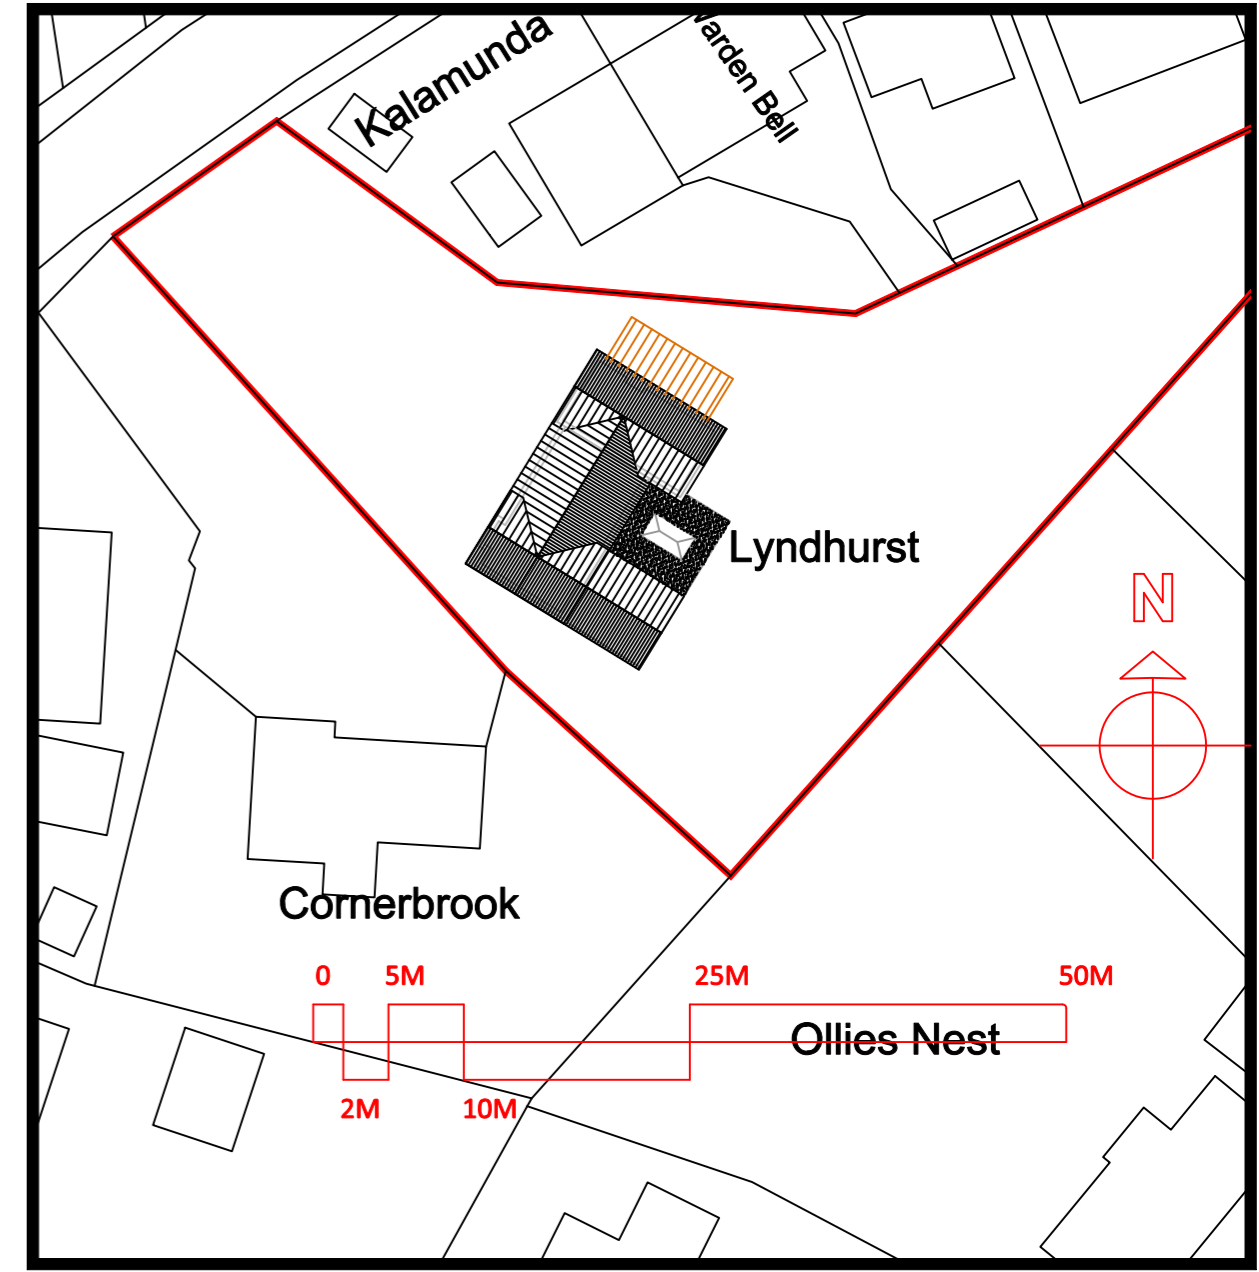 Kalamunda
Warden Bell
Lyndhurst
N
Cornerbrook
0 5M 25M 50M
Ollies Nest
2M 10M